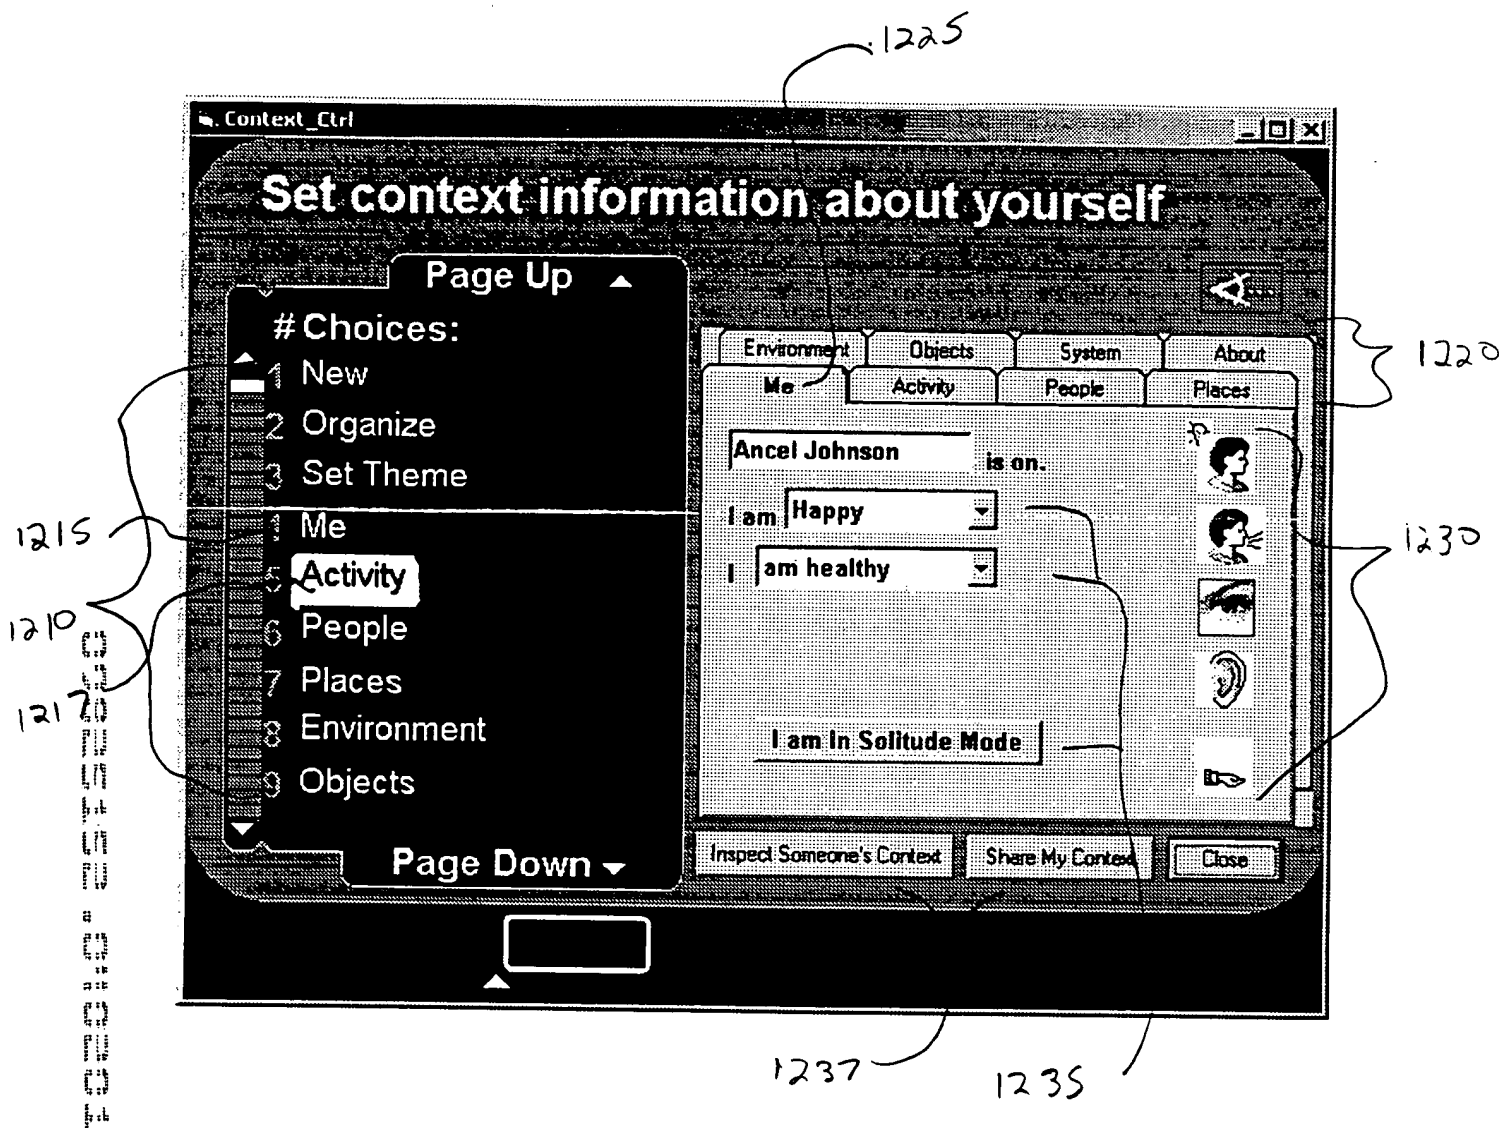 1225
Context_Ctrl
Set context information about yourself
Page Up
# Choices:
1 New
2 Organize
3 Set Theme
1 Me
5 Activity
6 People
7 Places
8 Environment
9 Objects
Page Down
Environment Objects System About
Me Activity People Places
Ancel Johnson is on.
I am Happy
I am healthy
I am In Solitude Mode
Inspect Someone's Context Share My Context Close
1220
1230
1215
1210
1217
1237
1235